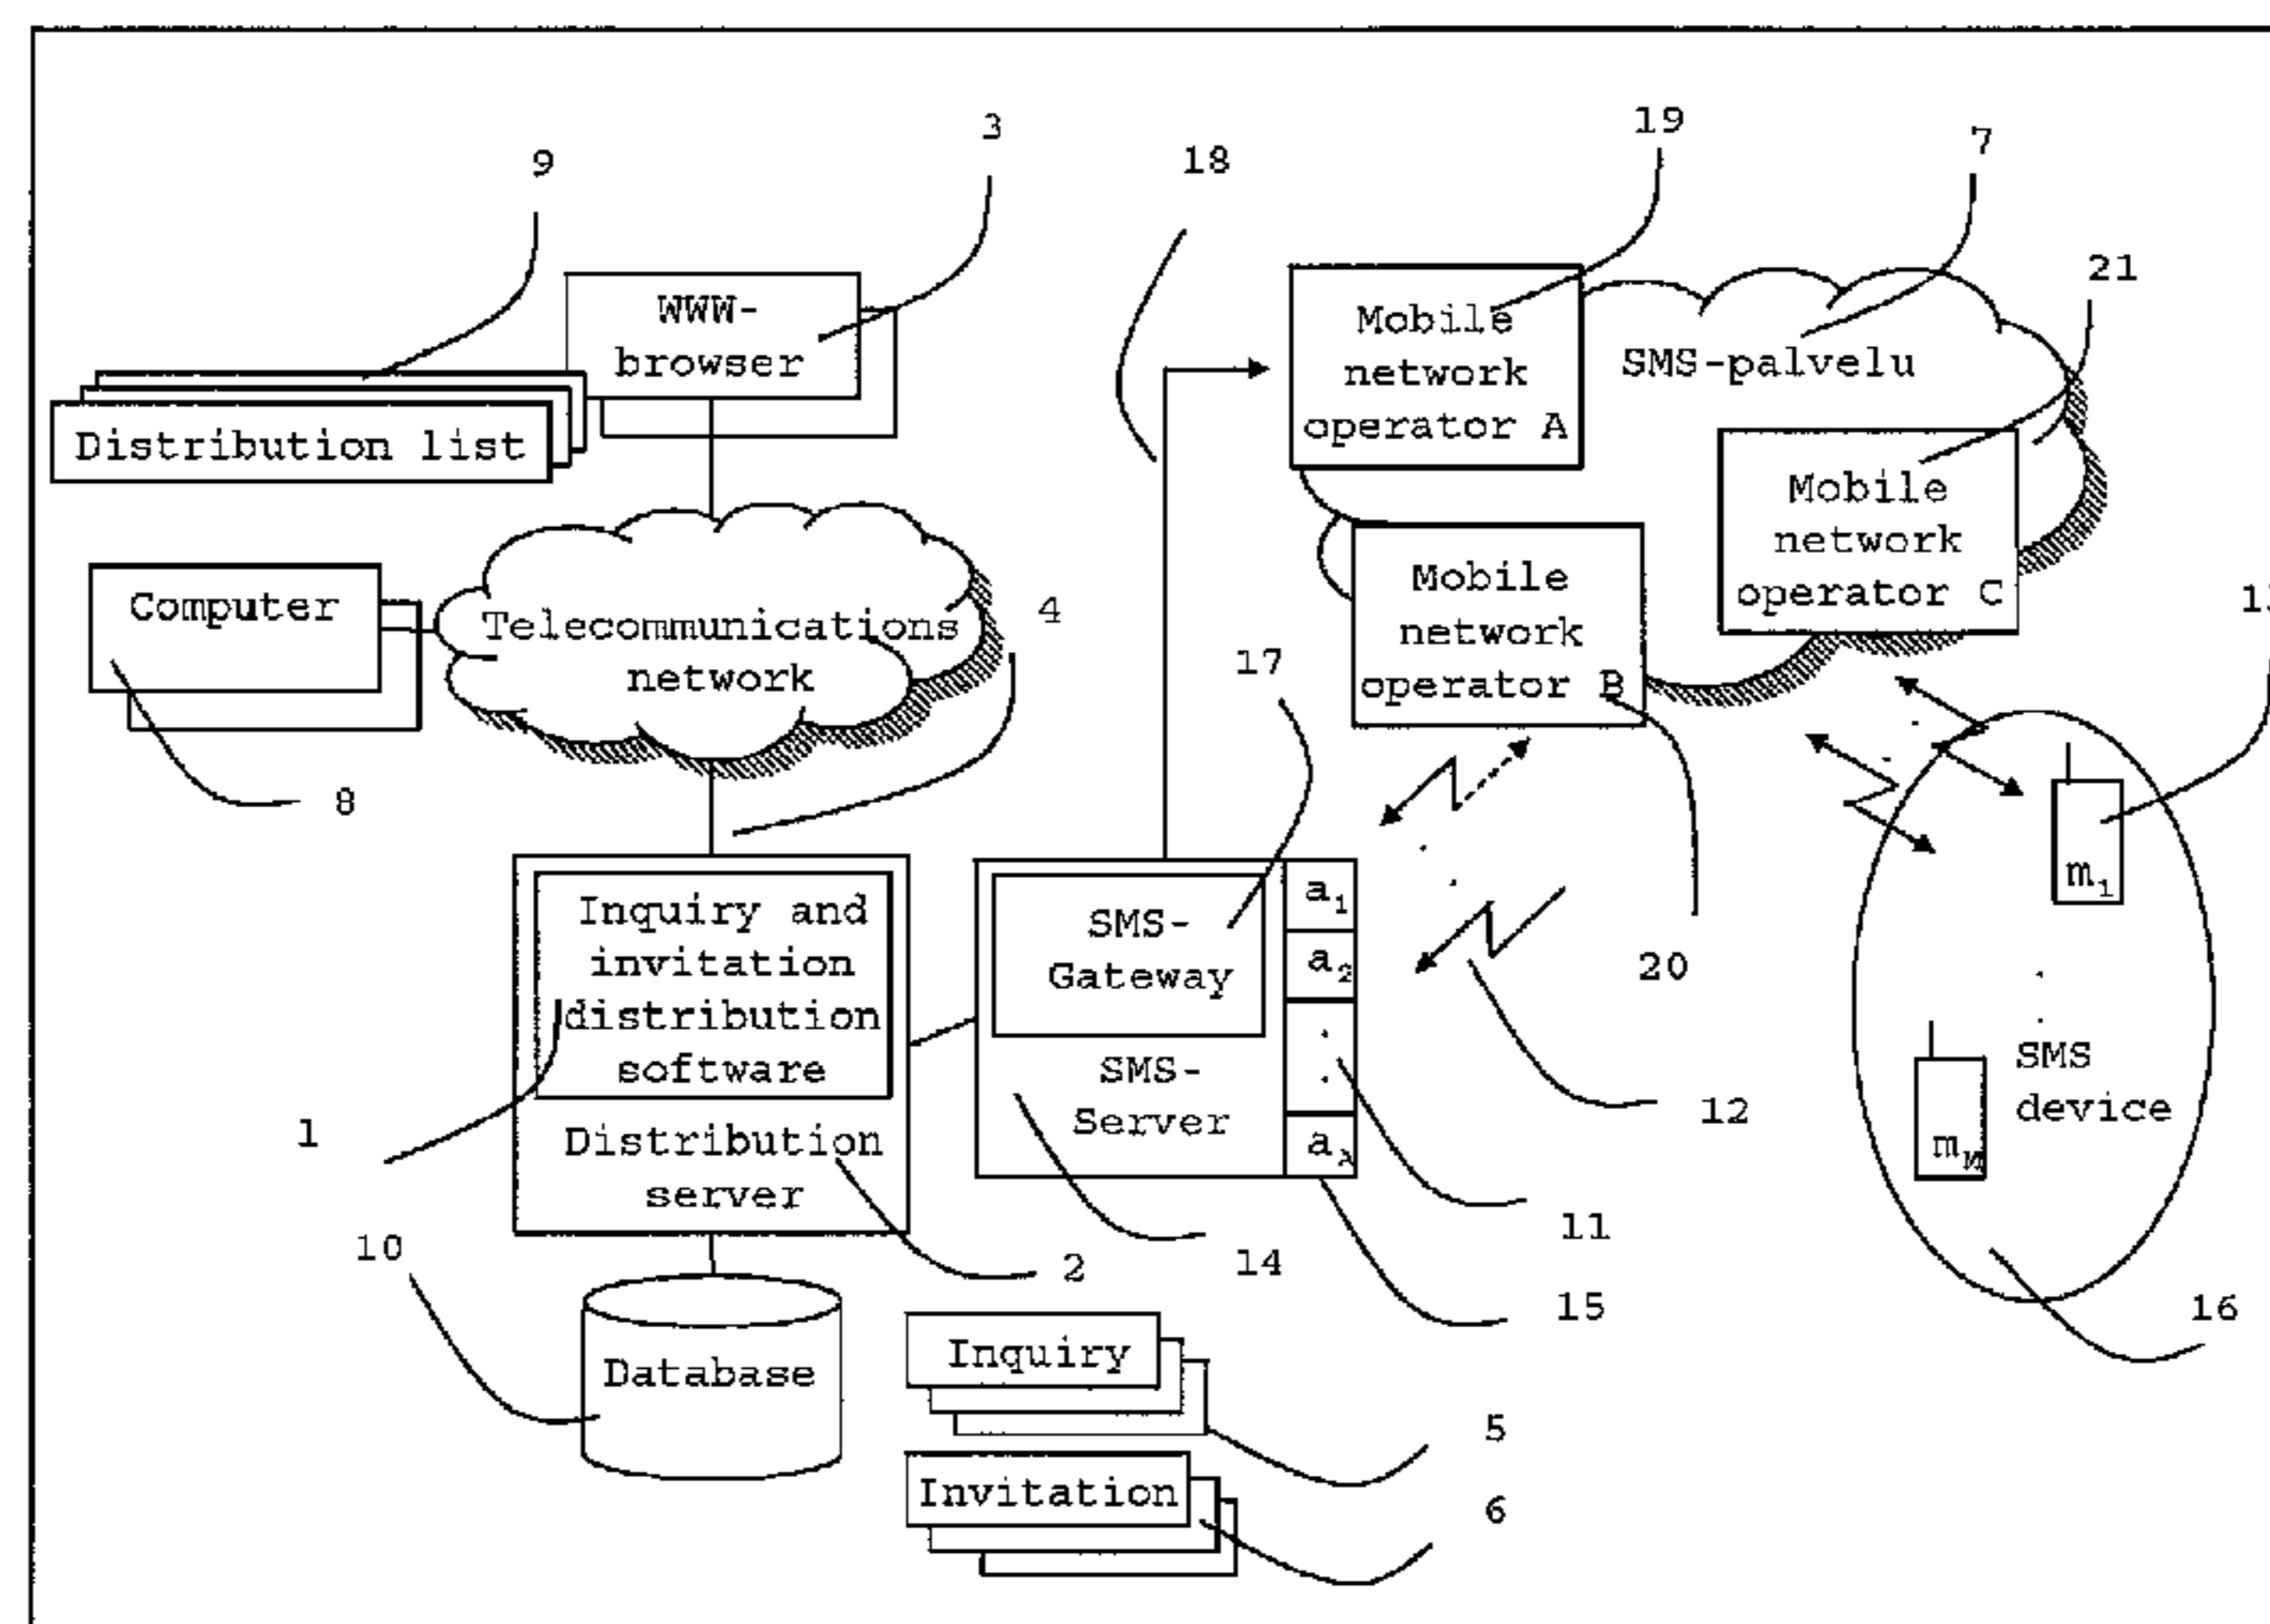 3
19
9
18
7
21
WWW-
browser
Mobile
network
operator A
SMS-palvelu
Distribution list
Mobile
network
operator C
Computer
Telecommunications
network
4
Mobile
network
operator B
17
8
Inquiry and
invitation
distribution
software
Distribution
server
SMS-
Gateway
SMS-
Server
a1
a2
.
.
m1
.
.
SMS
device
20
12
1
10
2
14
11
15
16
Database
Inquiry
5
Invitation
6